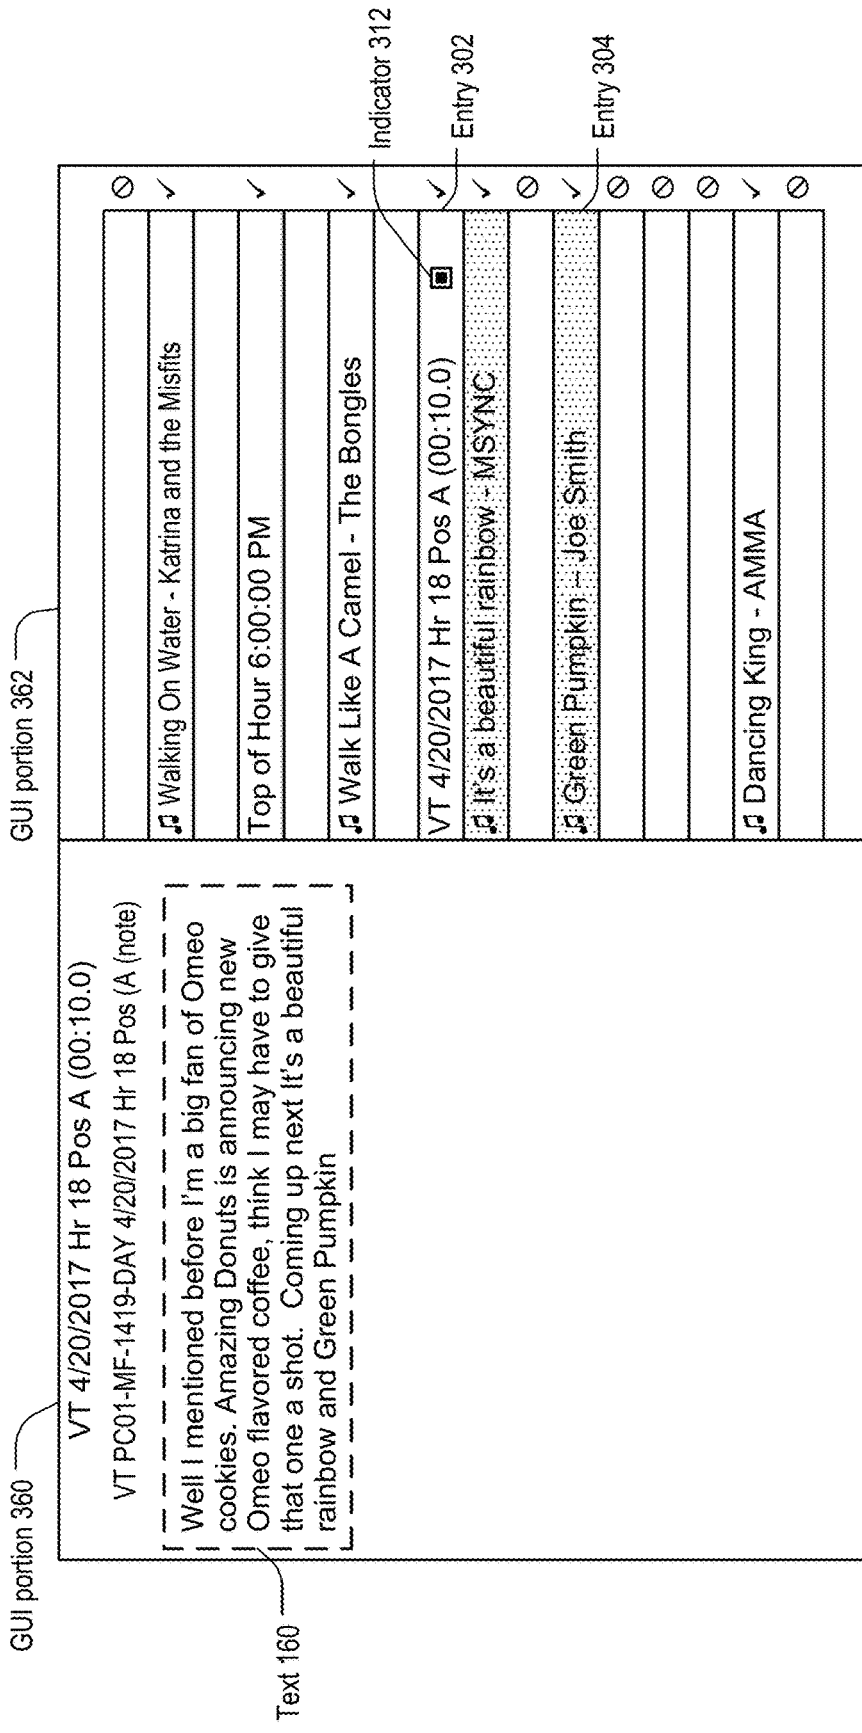 GUI portion 360
VT 4/20/2017 Hr 18 Pos A (00:10.0)
VT PC01-MF-1419-DAY 4/20/2017 Hr 18 Pos (A (note)
Text 160
Well I mentioned before I'm a big fan of Omeo
cookies. Amazing Donuts is announcing new
Omeo flavored coffee, think I may have to give
that one a shot.  Coming up next It's a beautiful
rainbow and Green Pumpkin
GUI portion 362
♫ Walking On Water - Katrina and the Misfits
Top of Hour 6:00:00 PM
♫ Walk Like A Camel - The Bongles
Indicator 312
VT 4/20/2017 Hr 18 Pos A (00:10.0)
Entry 302
♫ It's a beautiful rainbow - MSYNC
♫ Green Pumpkin – Joe Smith
Entry 304
♫ Dancing King - AMMA